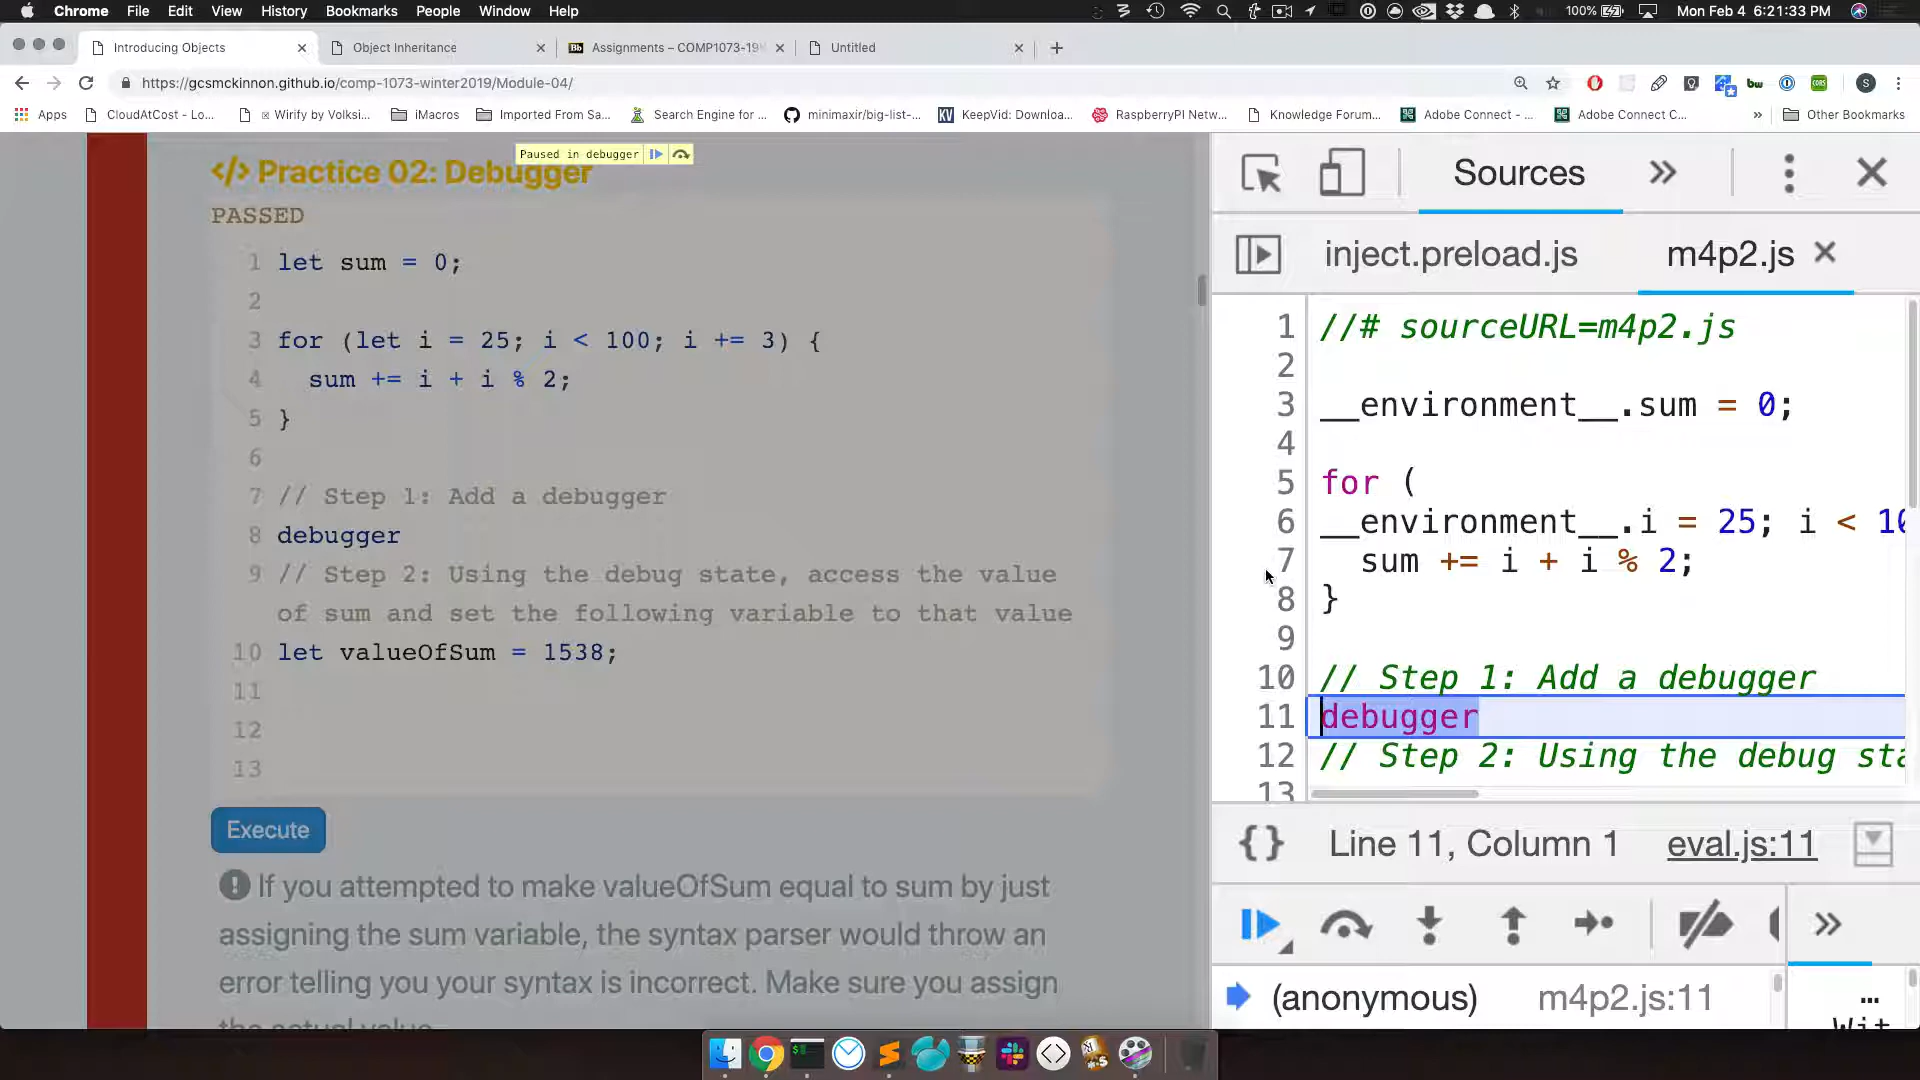 Chrome File Edit View History Bookmarks People Window Help
100% Mon Feb 4 6:21:33 PM
Introducing Objects
Object Inheritance
Bb Assignments – COMP1073-19
Untitled
https://gcsmckinnon.github.io/comp-1073-winter2019/Module-04/
Apps CloudAtCost - Lo... Wirify by Volksi... iMacros Imported From Sa... Search Engine for ... minimaxir/big-list-... KV KeepVid: Downloa... RaspberryPI Netw... Knowledge Forum... Adobe Connect - ... Adobe Connect C... » Other Bookmarks
Paused in debugger
</> Practice 02: Debugger
PASSED
1 let sum = 0;
2
3 for (let i = 25; i < 100; i += 3) {
4 sum += i + i % 2;
5 }
6
7 // Step 1: Add a debugger
8 debugger
9 // Step 2: Using the debug state, access the value
of sum and set the following variable to that value
10 let valueOfSum = 1538;
11
12
13
Execute
If you attempted to make valueOfSum equal to sum by just
assigning the sum variable, the syntax parser would throw an
error telling you your syntax is incorrect. Make sure you assign
the actual value
Sources »
inject.preload.js m4p2.js
1 //# sourceURL=m4p2.js
2
3 __environment__.sum = 0;
4
5 for (
6 __environment__.i = 25; i < 10
7 sum += i + i % 2;
8 }
9
10 // Step 1: Add a debugger
11 debugger
12 // Step 2: Using the debug sta
13
{} Line 11, Column 1 eval.js:11
»
(anonymous) m4p2.js:11
...
Wit